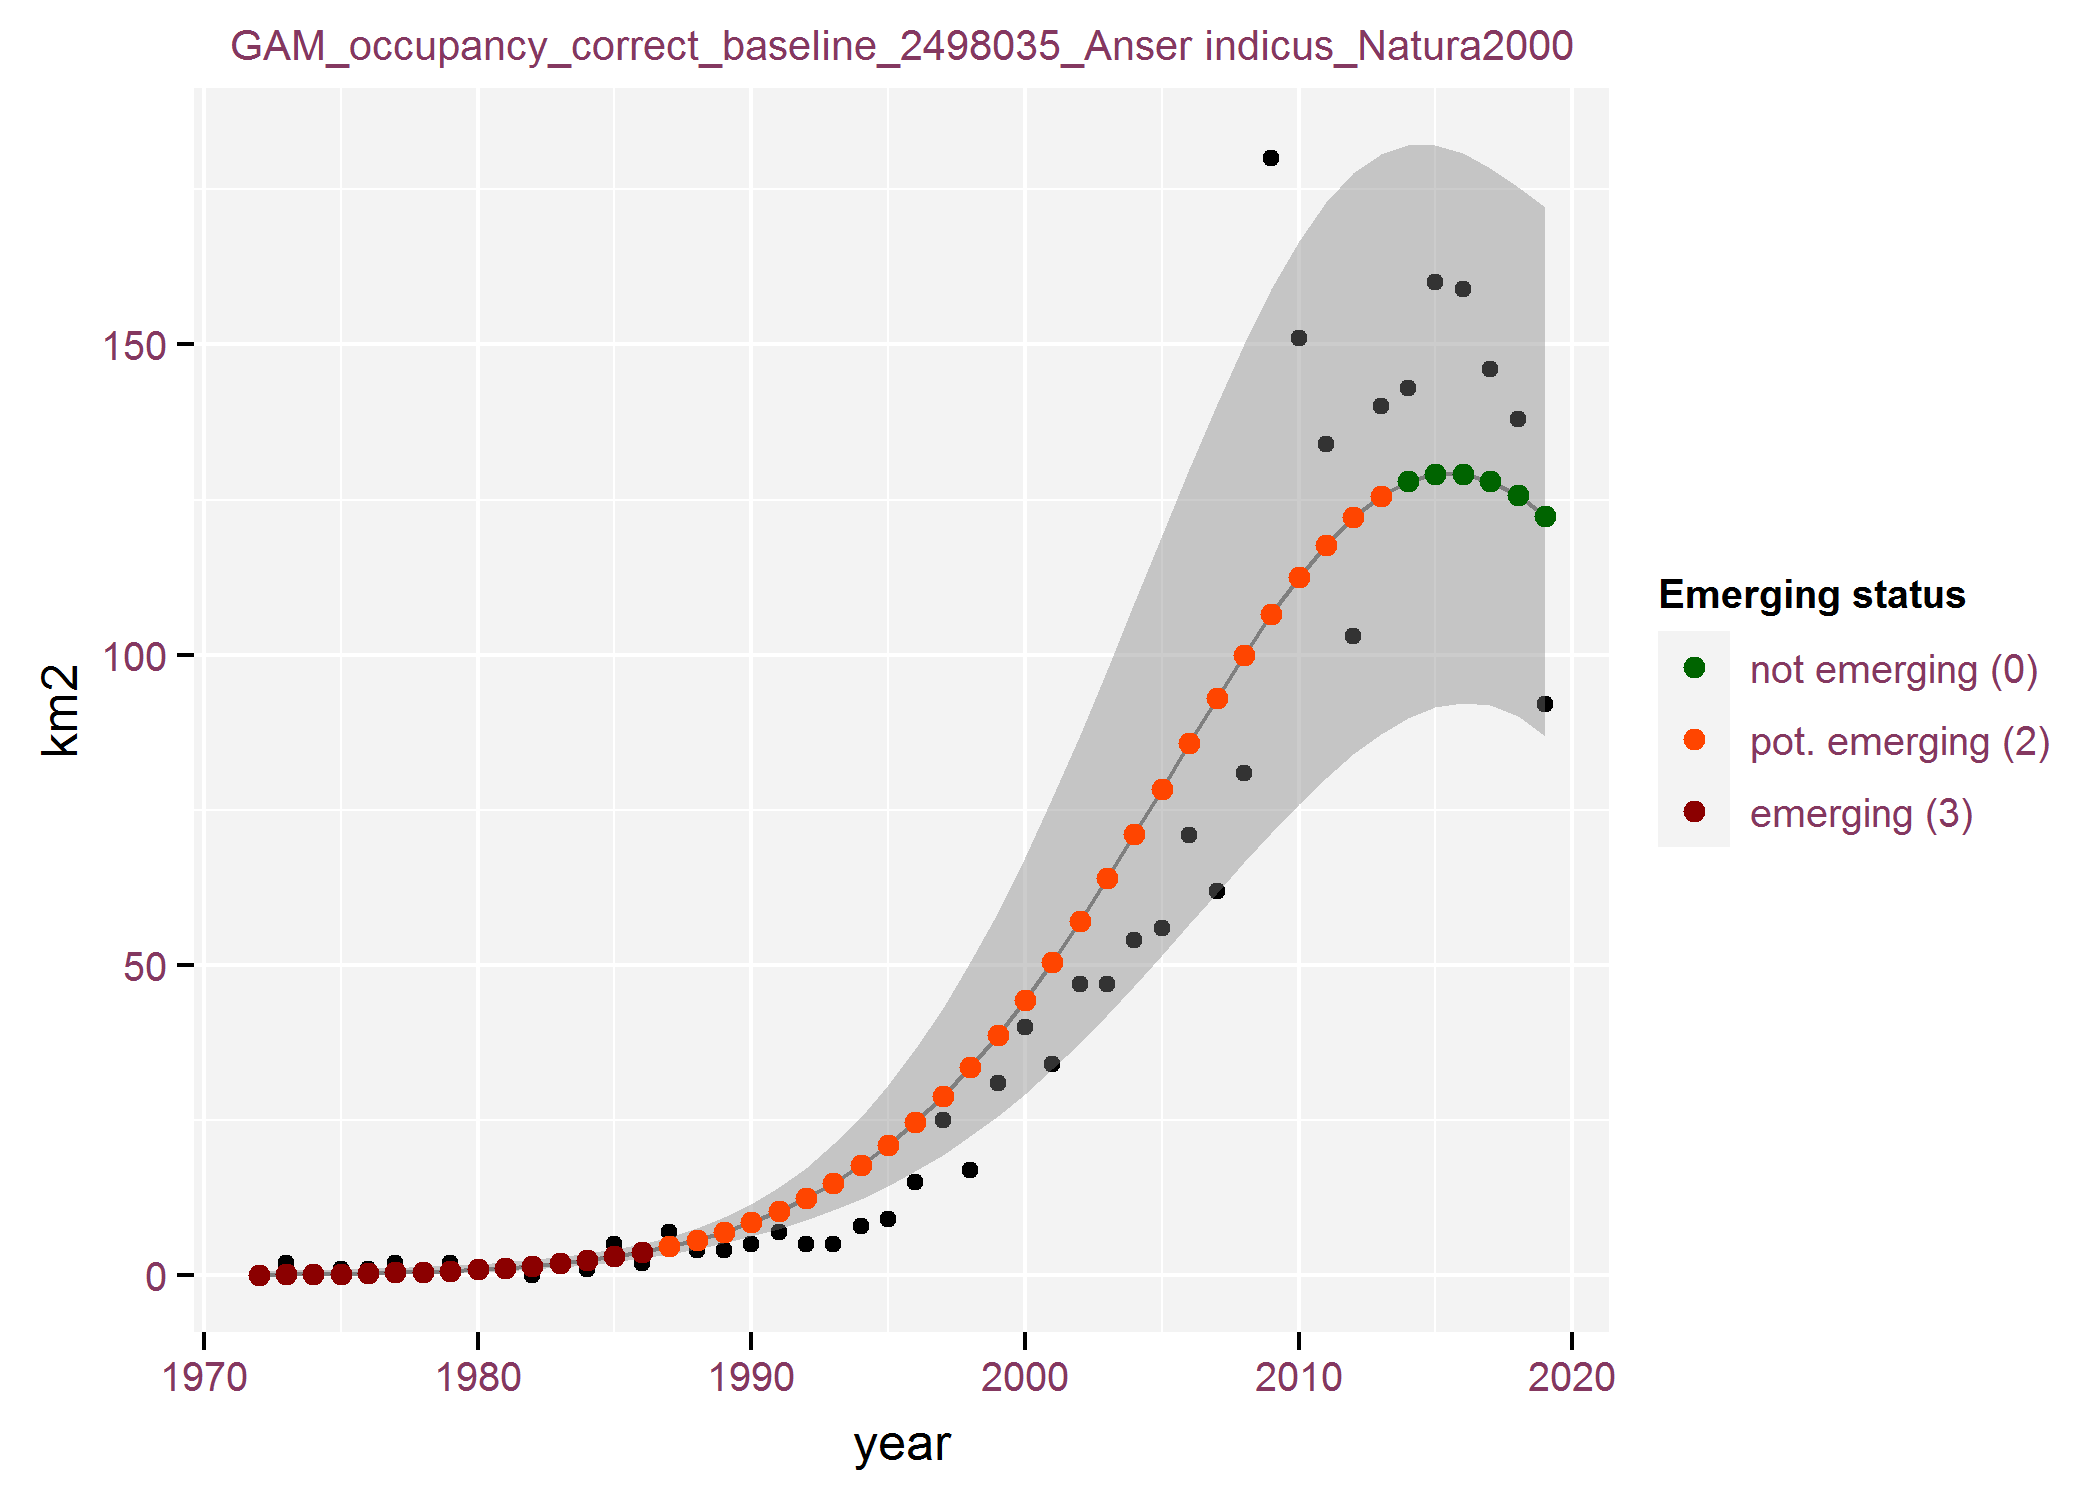 GAM_occupancy_correct_baseline_2498035_Anser indicus_Natura2000
150
100
50
0
km2
1970 1980 1990 2000 2010 2020
year
Emerging status
not emerging (0)
pot. emerging (2)
emerging (3)